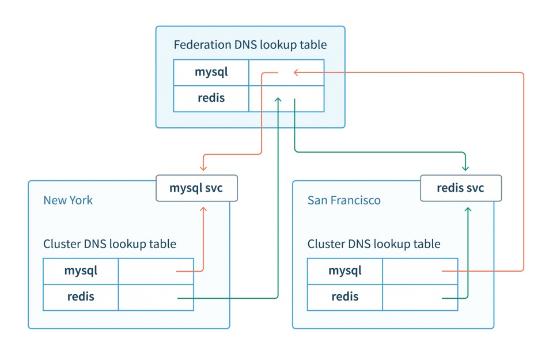 Federation DNS lookup table
mysql
redis
mysql svc
redis svc
New York
Cluster DNS lookup table
mysql
redis
San Francisco
Cluster DNS lookup table
mysql
redis